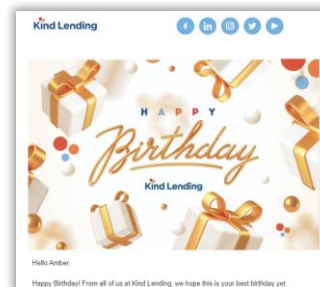 Kind Lending
HAPPY
Birthday
Kind Lending
Hello Amber,
Happy Birthday! From all of us at Kind Lending, we hope this is your best birthday yet.